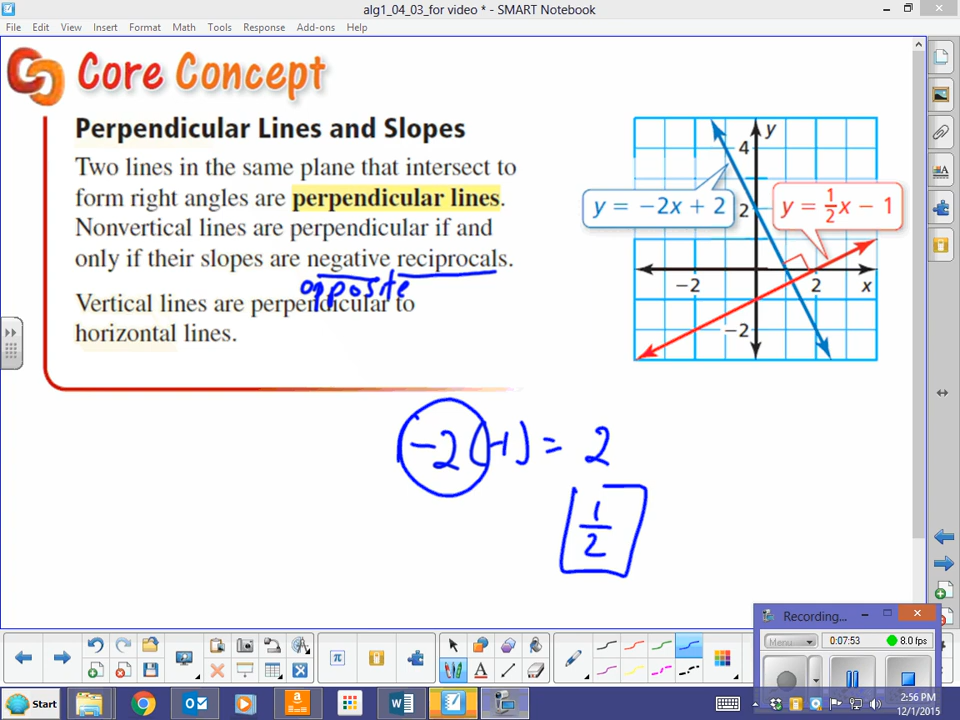 alg1_04_03_for video * - SMART Notebook
File Edit View Insert Format Math Tools Response Add-ons Help
Core Concept
Perpendicular Lines and Slopes
Two lines in the same plane that intersect to
form right angles are perpendicular lines.
Nonvertical lines are perpendicular if and
only if their slopes are negative reciprocals.
opposite
Vertical lines are perpendicular to
horizontal lines.
y
4
y = −2x + 2
2
y = 1/2x − 1
−2
2
x
−2
-2(-1) = 2
1/2
Recording...
Menu
0:07:53
8.0 fps
Start
2:56 PM
12/1/2015